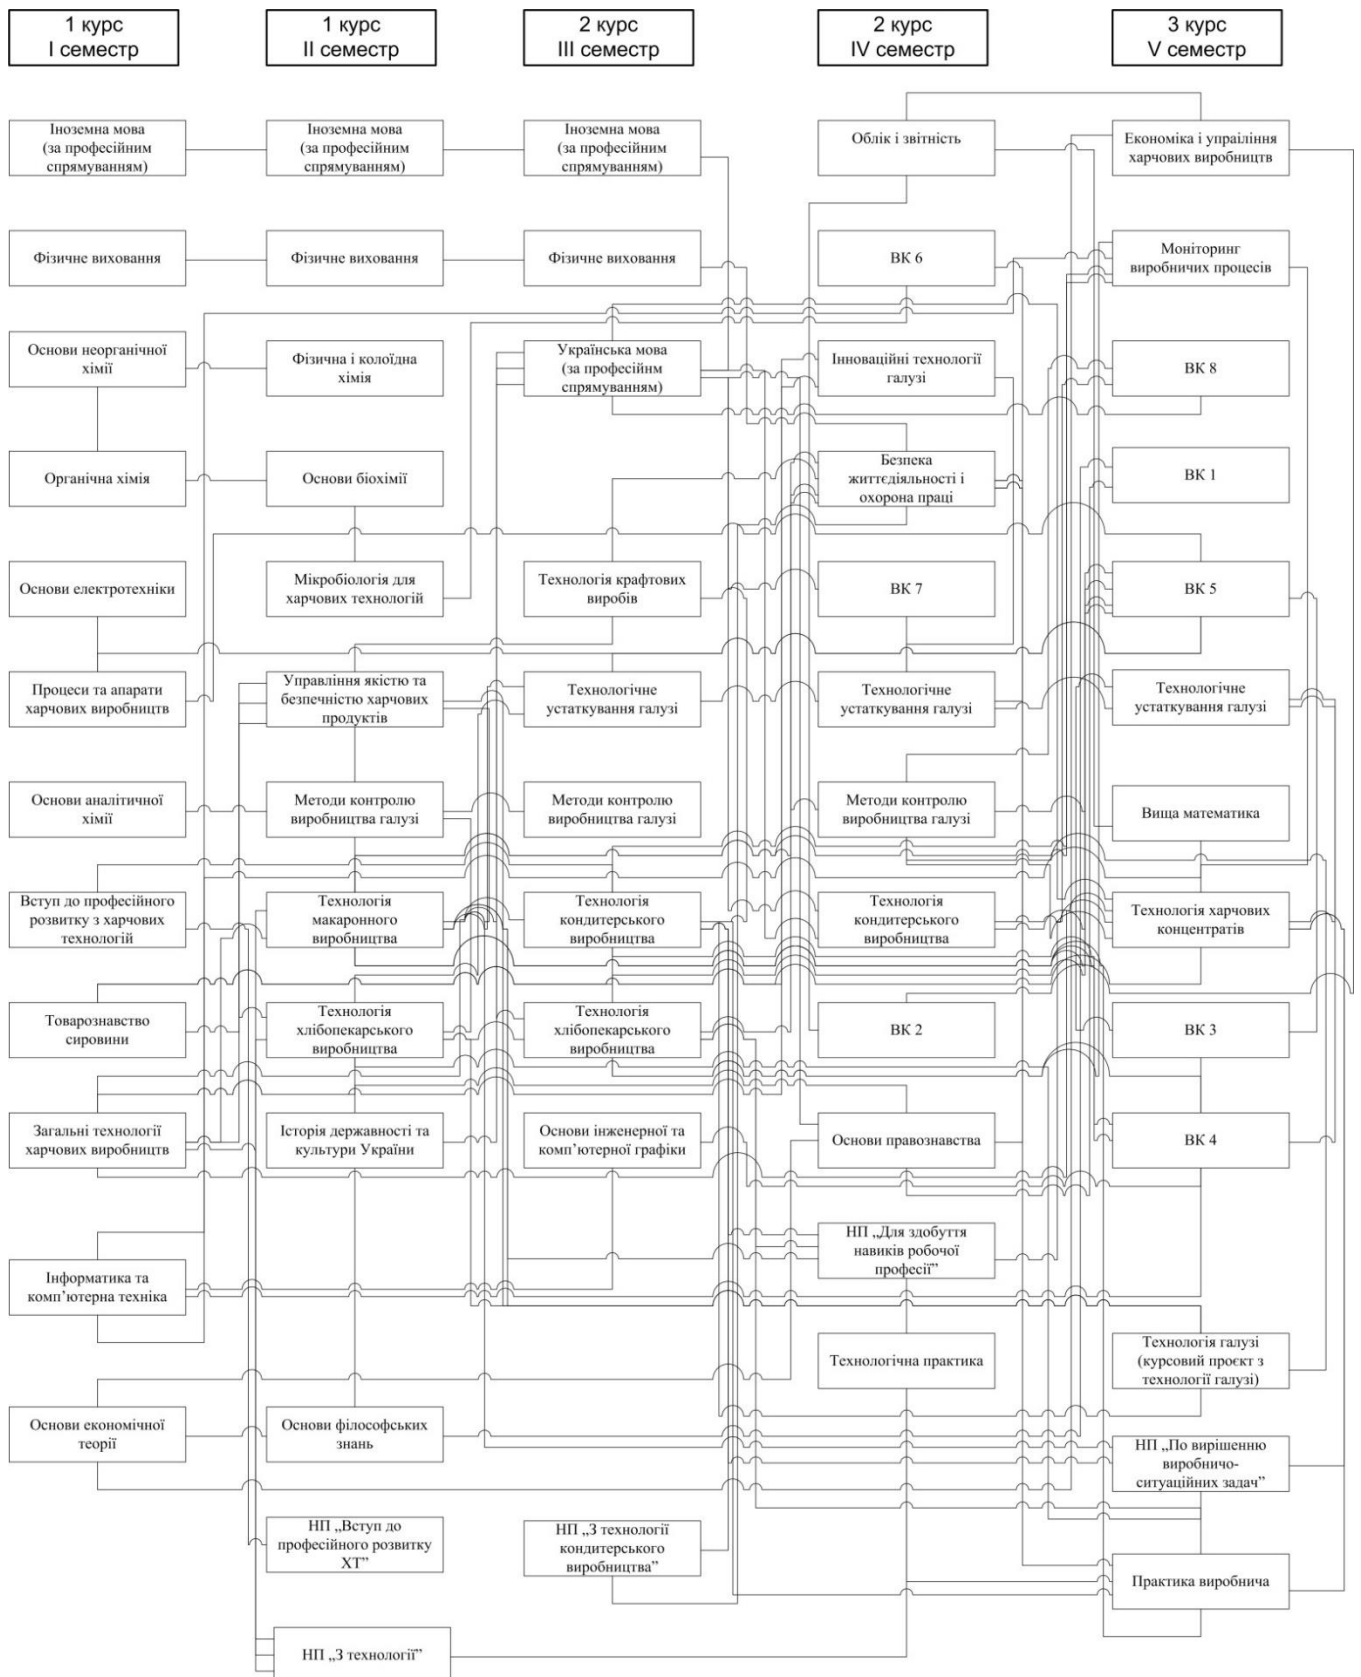 1 курс
I семестр
1 курс
II семестр
2 курс
III семестр
2 курс
IV семестр
3 курс
V семестр
Іноземна мова
(за професійним
спрямуванням)
Іноземна мова
(за професійним
спрямуванням)
Іноземна мова
(за професійним
спрямуванням)
Облік і звітність
Економіка і упраіління
харчових виробництв
Фізичне виховання
Фізичне виховання
Фізичне виховання
ВК 6
Моніторинг
виробничих процесів
Основи неорганічної
хімії
Фізична і колоїдна
хімія
Українська мова
(за професійнм
спрямуванням)
Інноваційні технології
галузі
ВК 8
Органічна хімія
Основи біохімії
Безпека
життєдіяльності і
охорона праці
ВК 1
Основи електротехніки
Мікробіологія для
харчових технологій
Технологія крафтових
виробів
ВК 7
ВК 5
Процеси та апарати
харчових виробництв
Управління якістю та
безпечністю харчових
продуктів
Технологічне
устаткування галузі
Технологічне
устаткування галузі
Технологічне
устаткування галузі
Основи аналітичної
хімії
Методи контролю
виробництва галузі
Методи контролю
виробництва галузі
Методи контролю
виробництва галузі
Вища математика
Вступ до професійного
розвитку з харчових
технологій
Технологія
макаронного
виробництва
Технологія
кондитерського
виробництва
Технологія
кондитерського
виробництва
Технологія харчових
концентратів
Товарознавство
сировини
Технологія
хлібопекарського
виробництва
Технологія
хлібопекарського
виробництва
ВК 2
ВК 3
Загальні технології
харчових виробництв
Історія державності та
культури України
Основи інженерної та
комп’ютерної графіки
Основи правознавства
ВК 4
Інформатика та
комп’ютерна техніка
НП „Для здобуття
навиків робочої
професії”
Технологічна практика
Технологія галузі
(курсовий проєкт з
технології галузі)
Основи економічної
теорії
Основи філософських
знань
НП „По вирішенню
виробничо-
ситуаційних задач”
НП „Вступ до
професійного розвитку
ХТ”
НП „З технології
кондитерського
виробництва”
Практика виробнича
НП „З технології”